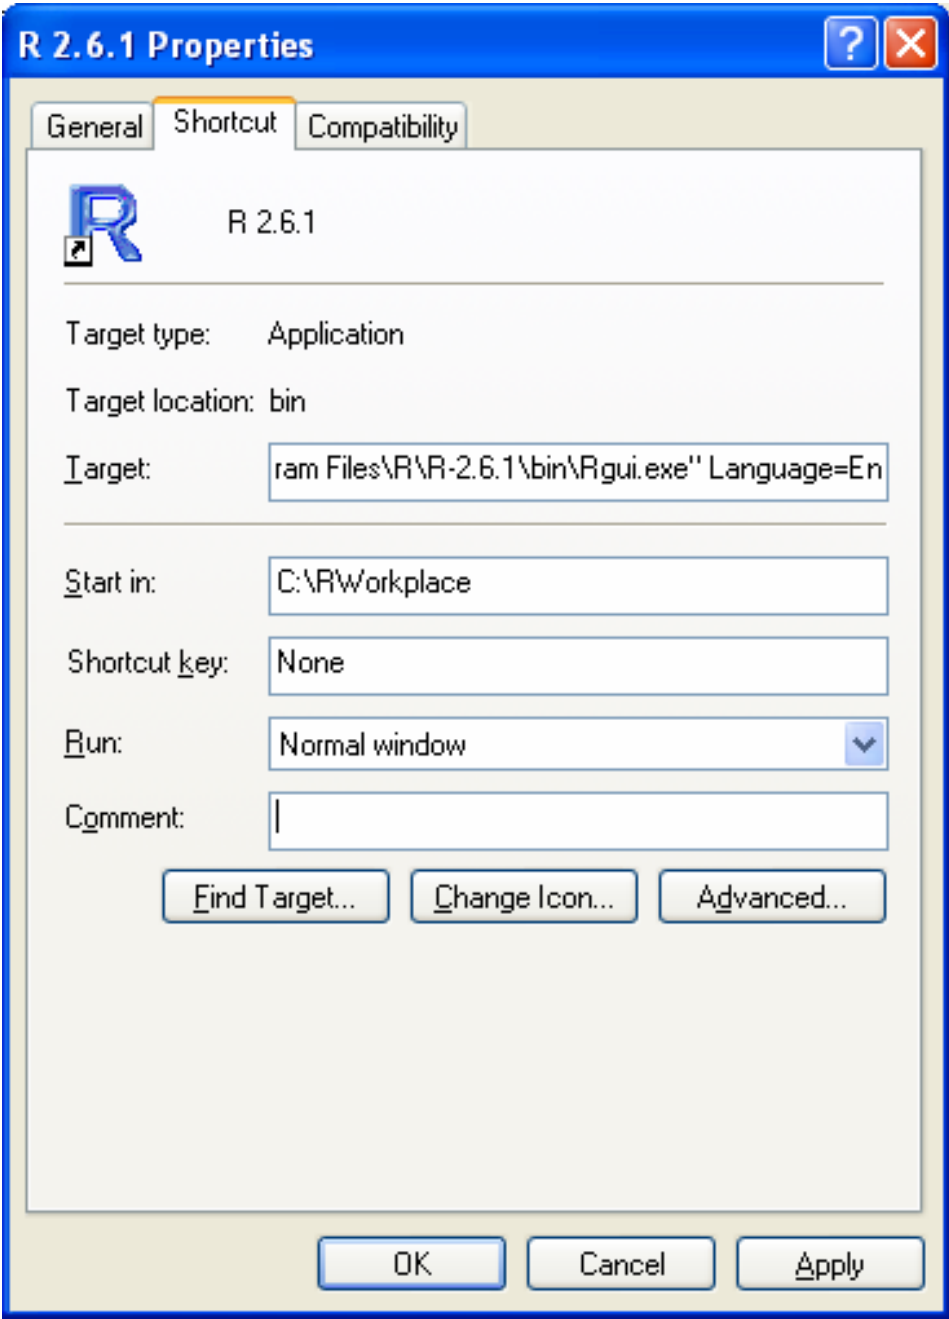 R 2.6.1 Properties
General Shortcut Compatibility
R 2.6.1
Target type: Application
Target location: bin
Target: ram Files\R\R-2.6.1\bin\Rgui.exe" Language=En
Start in: C:\RWorkplace
Shortcut key: None
Run: Normal window
Comment:
Find Target... Change Icon... Advanced...
OK Cancel Apply